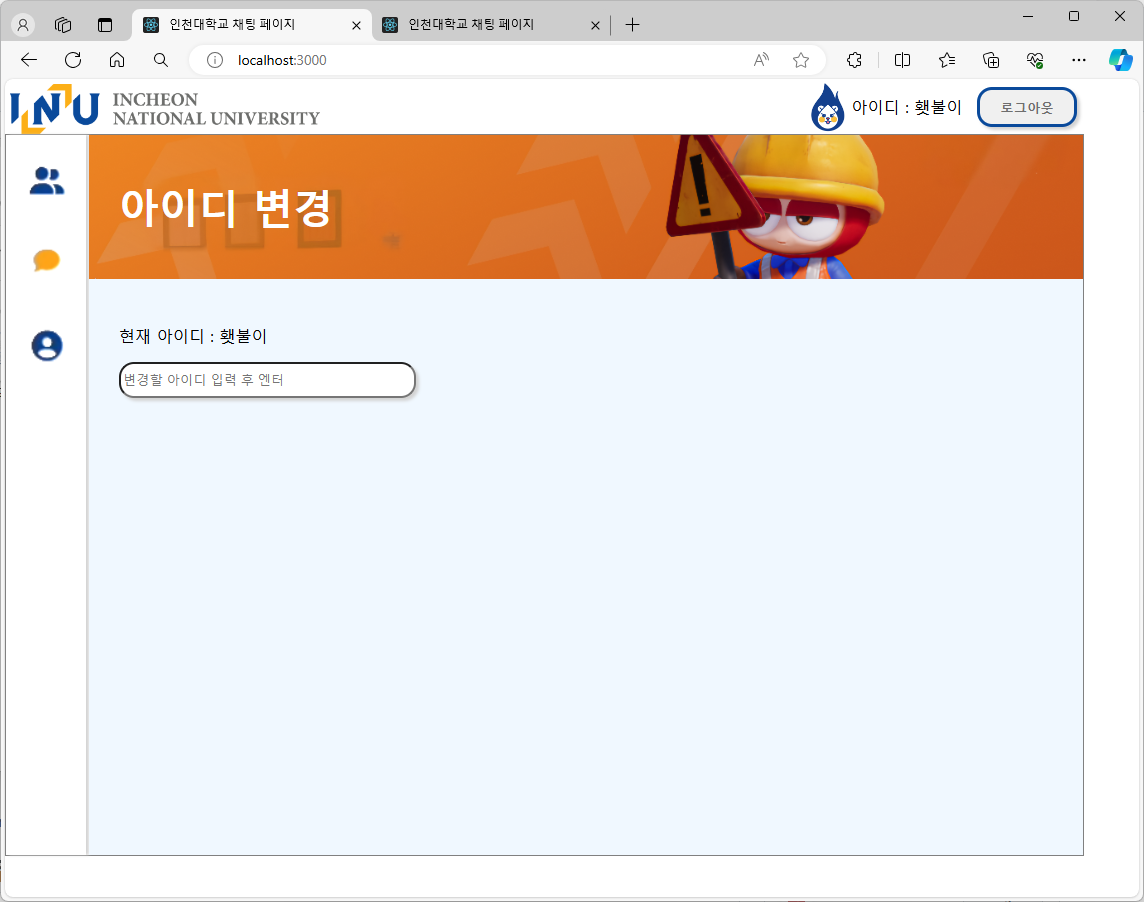 인천대학교 채팅 페이지
인천대학교 채팅 페이지
localhost:3000
INU INCHEON
NATIONAL UNIVERSITY
아이디 : 횃불이
로그아웃
아이디 변경
현재 아이디 : 횃불이
변경할 아이디 입력 후 엔터